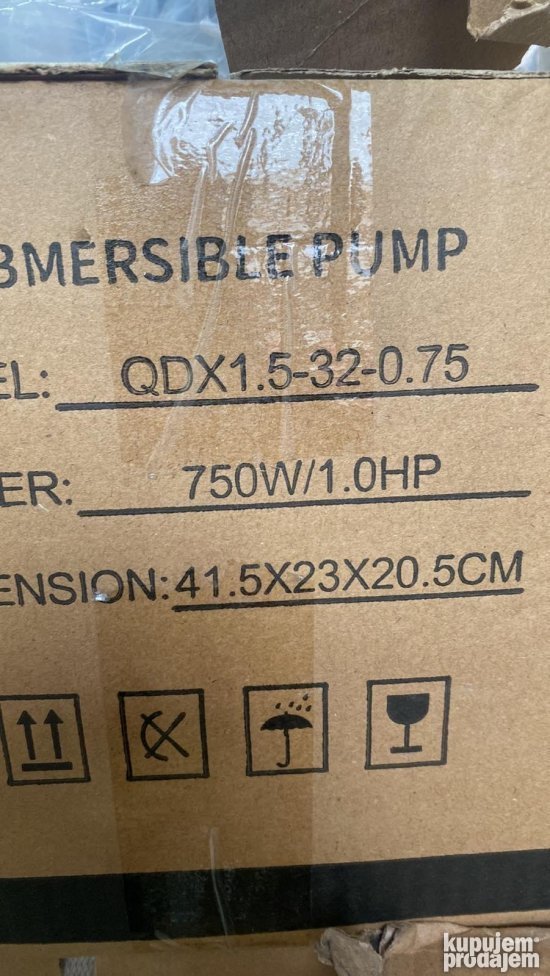 BMERSIBLE PUMP
EL: QDX1.5-32-0.75
ER: 750W/1.0HP
ENSION: 41.5X23X20.5CM
kupujem
prodajem